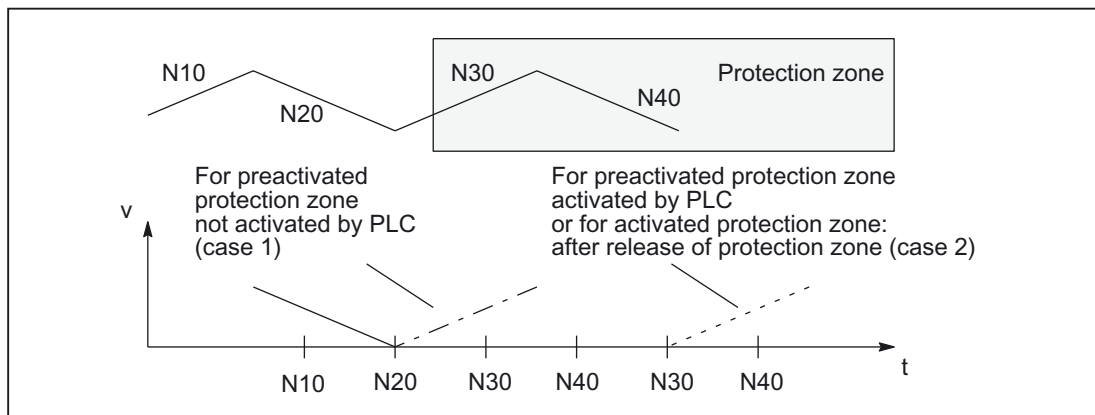 N10
N20
N30
Protection zone
N40
For preactivated
protection zone
not activated by PLC
(case 1)
For preactivated protection zone
activated by PLC
or for activated protection zone:
after release of protection zone (case 2)
v
t
N10
N20
N30
N40
N30
N40